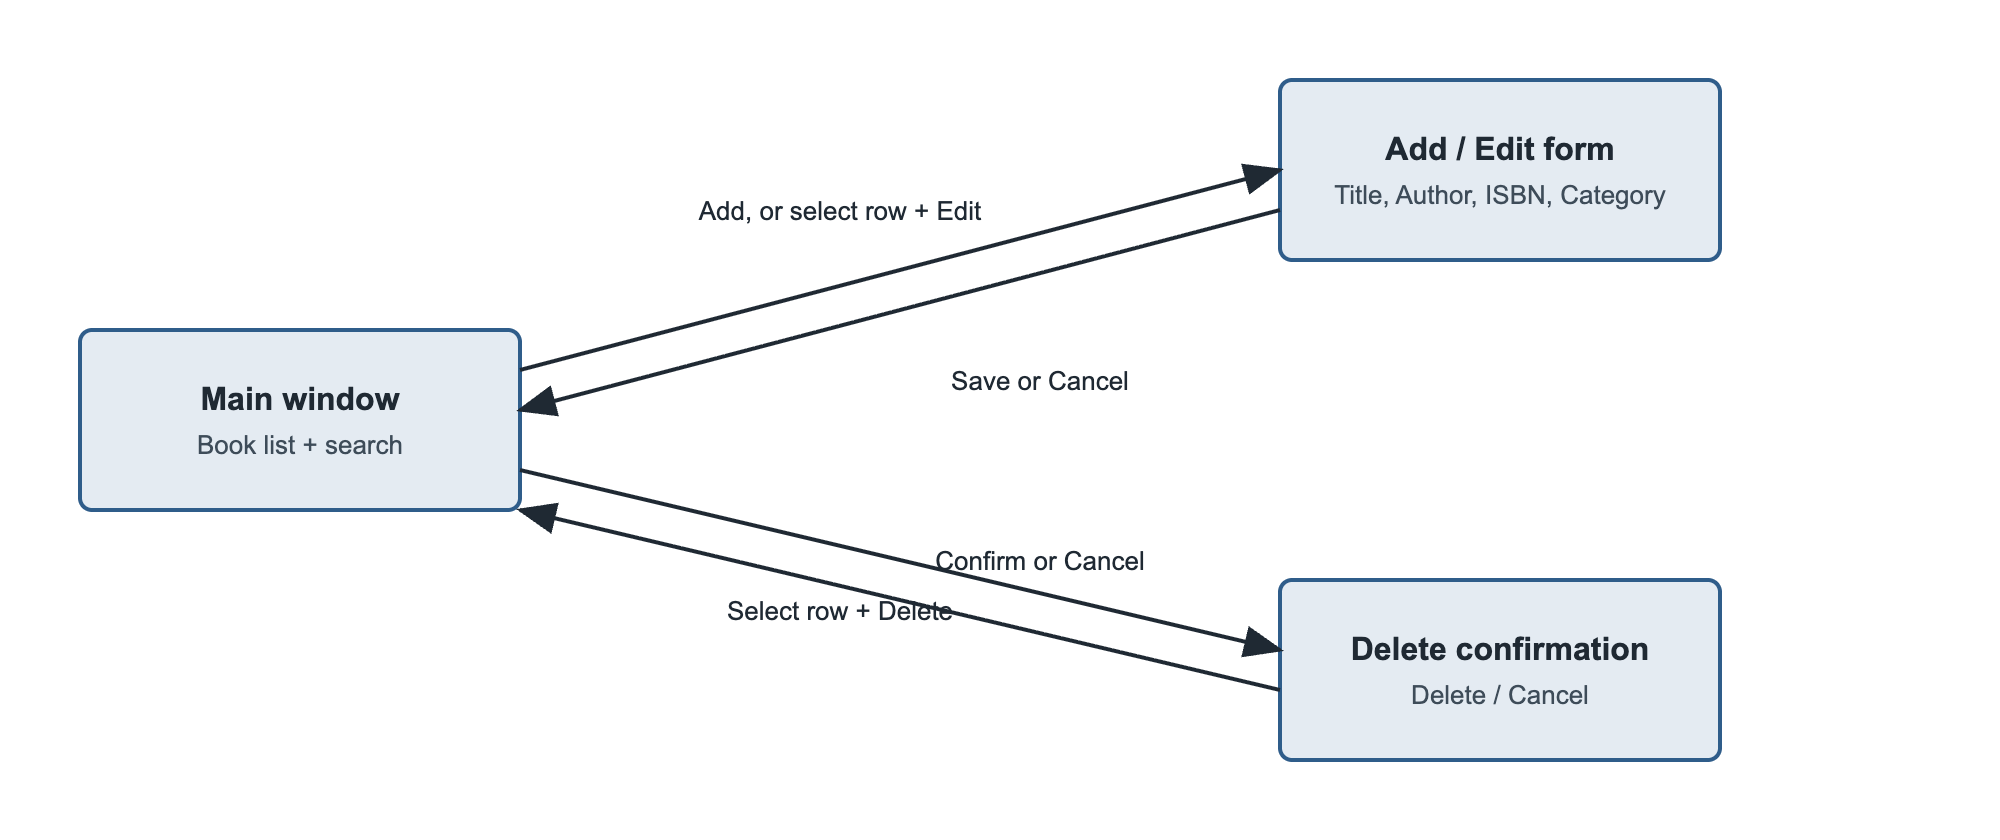 Add / Edit form
Title, Author, ISBN, Category
Add, or select row + Edit
Save or Cancel
Main window
Book list + search
Confirm or Cancel
Select row + Delete
Delete confirmation
Delete / Cancel